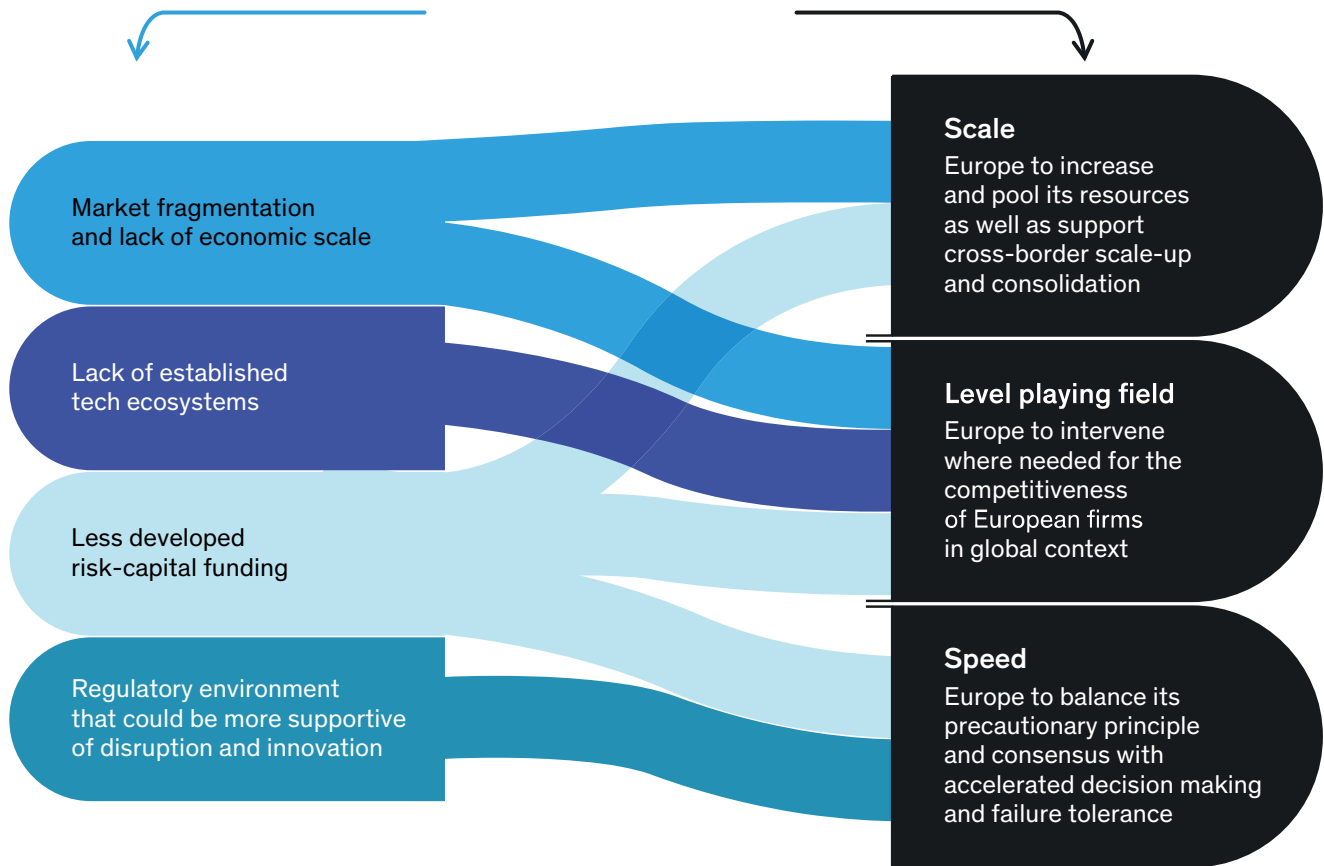 Market fragmentation
and lack of economic scale
Lack of established
tech ecosystems
Less developed
risk-capital funding
Regulatory environment
that could be more supportive
of disruption and innovation
Scale
Europe to increase
and pool its resources
as well as support
cross-border scale-up
and consolidation
Level playing field
Europe to intervene
where needed for the
competitiveness
of European firms
in global context
Speed
Europe to balance its
precautionary principle
and consensus with
accelerated decision making
and failure tolerance